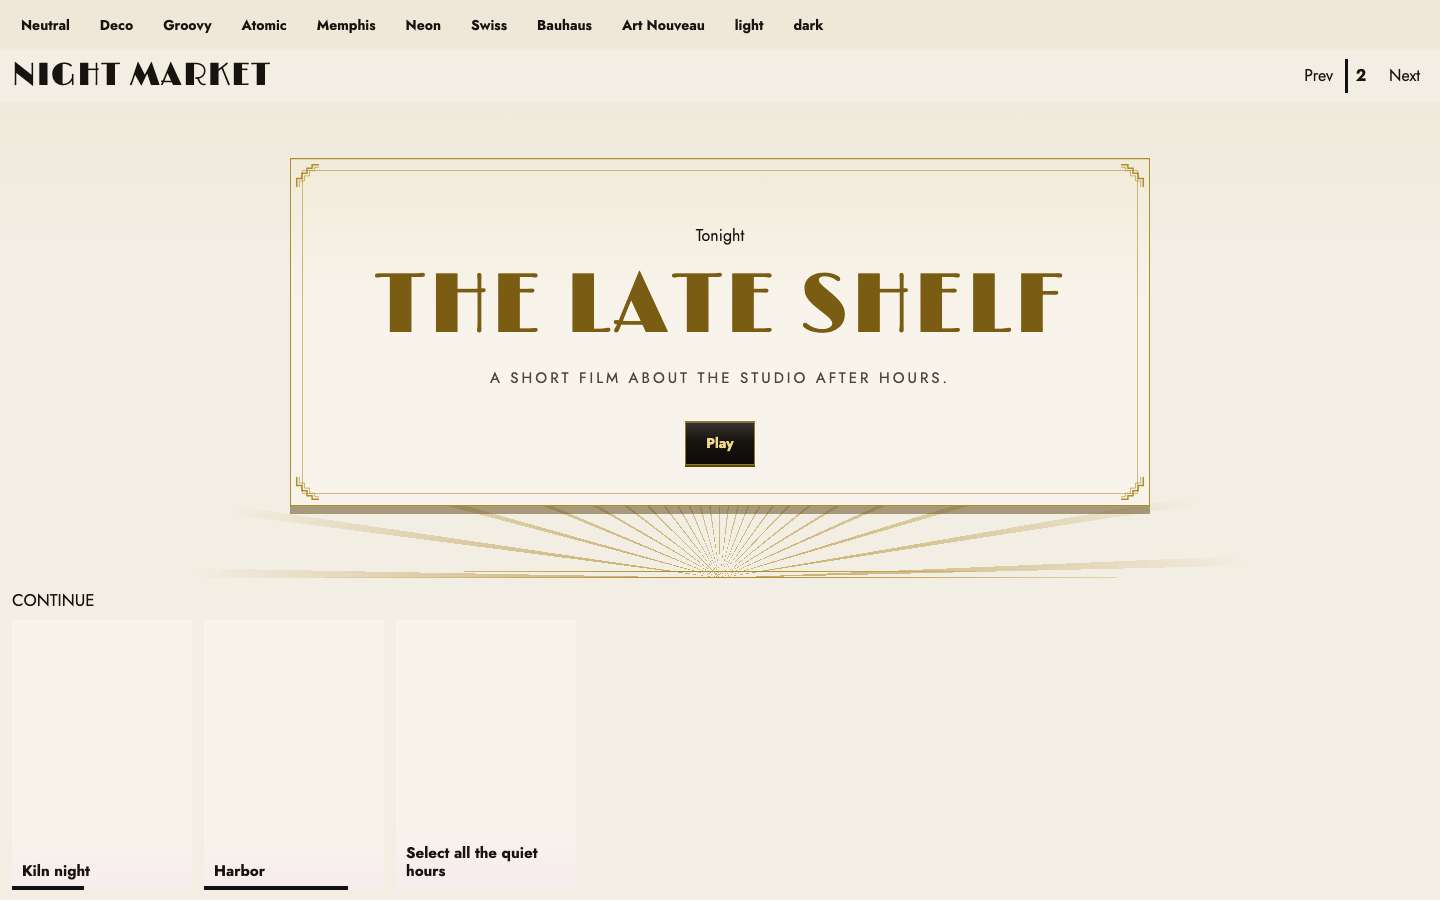 Neutral Deco Groovy Atomic Memphis Neon Swiss Bauhaus Art Nouveau light dark
NIGHT MARKET
Prev 2 Next
Tonight
THE LATE SHELF
A SHORT FILM ABOUT THE STUDIO AFTER HOURS.
Play
CONTINUE
Kiln night
Harbor
Select all the quiet
hours